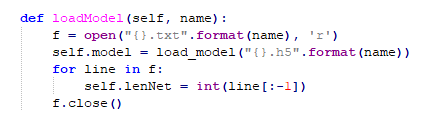 def loadModel(self, name):
    f = open("{}.txt".format(name), 'r')
    self.model = load_model("{}.h5".format(name))
    for line in f:
        self.lenNet = int(line[:-1])
    f.close()